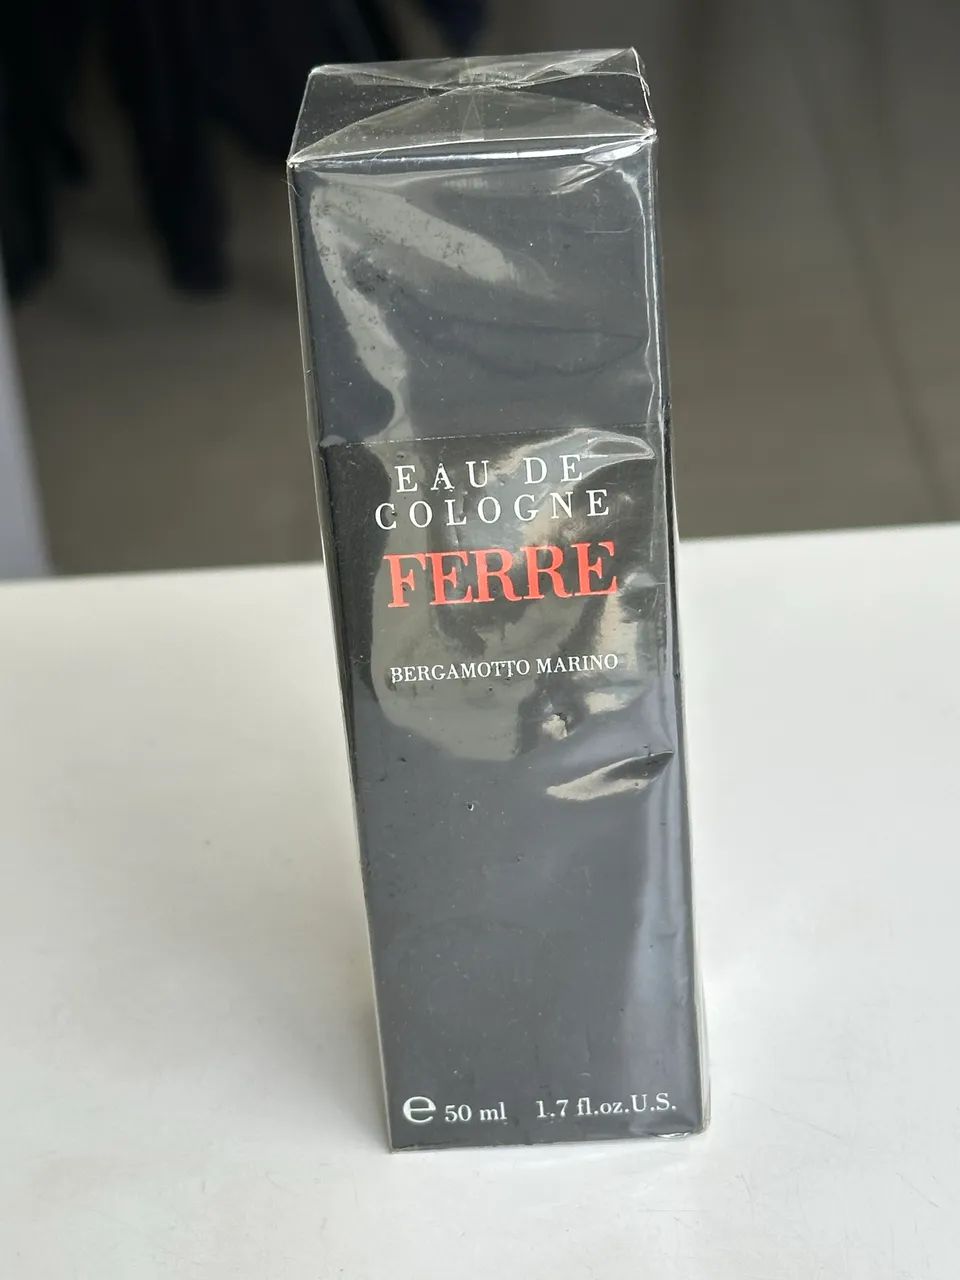 EAU DE
COLOGNE
FERRE
BERGAMOTTO MARINO
℮ 50 ml 1.7 fl.oz.U.S.